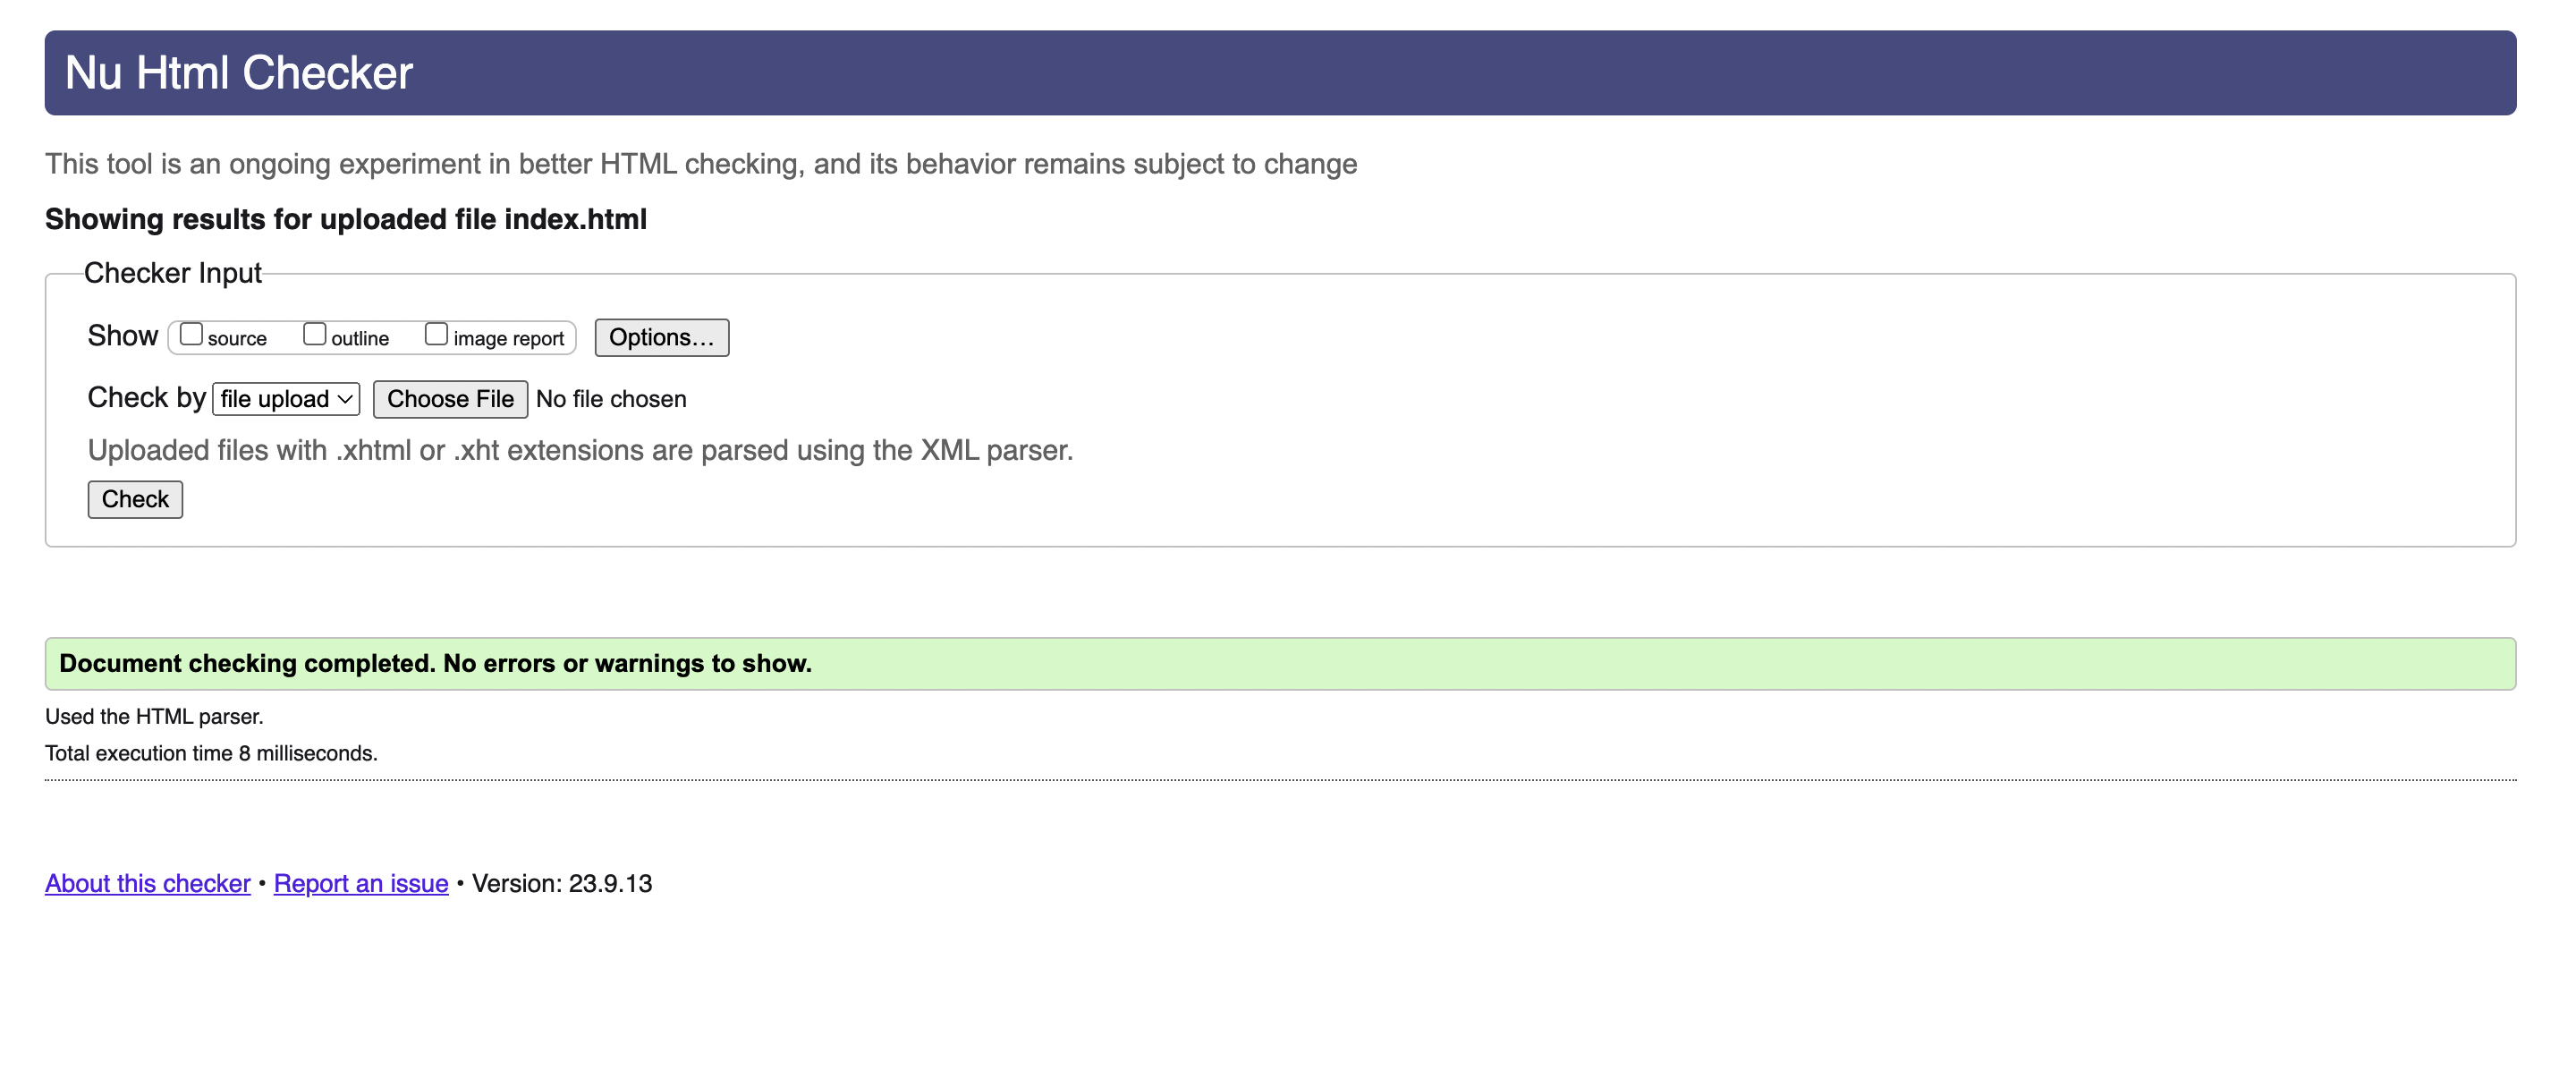 Nu Html Checker
This tool is an ongoing experiment in better HTML checking, and its behavior remains subject to change
Showing results for uploaded file index.html
Checker Input
Show source outline image report Options…
Check by file upload Choose File No file chosen
Uploaded files with .xhtml or .xht extensions are parsed using the XML parser.
Check
Document checking completed. No errors or warnings to show.
Used the HTML parser.
Total execution time 8 milliseconds.
About this checker • Report an issue • Version: 23.9.13